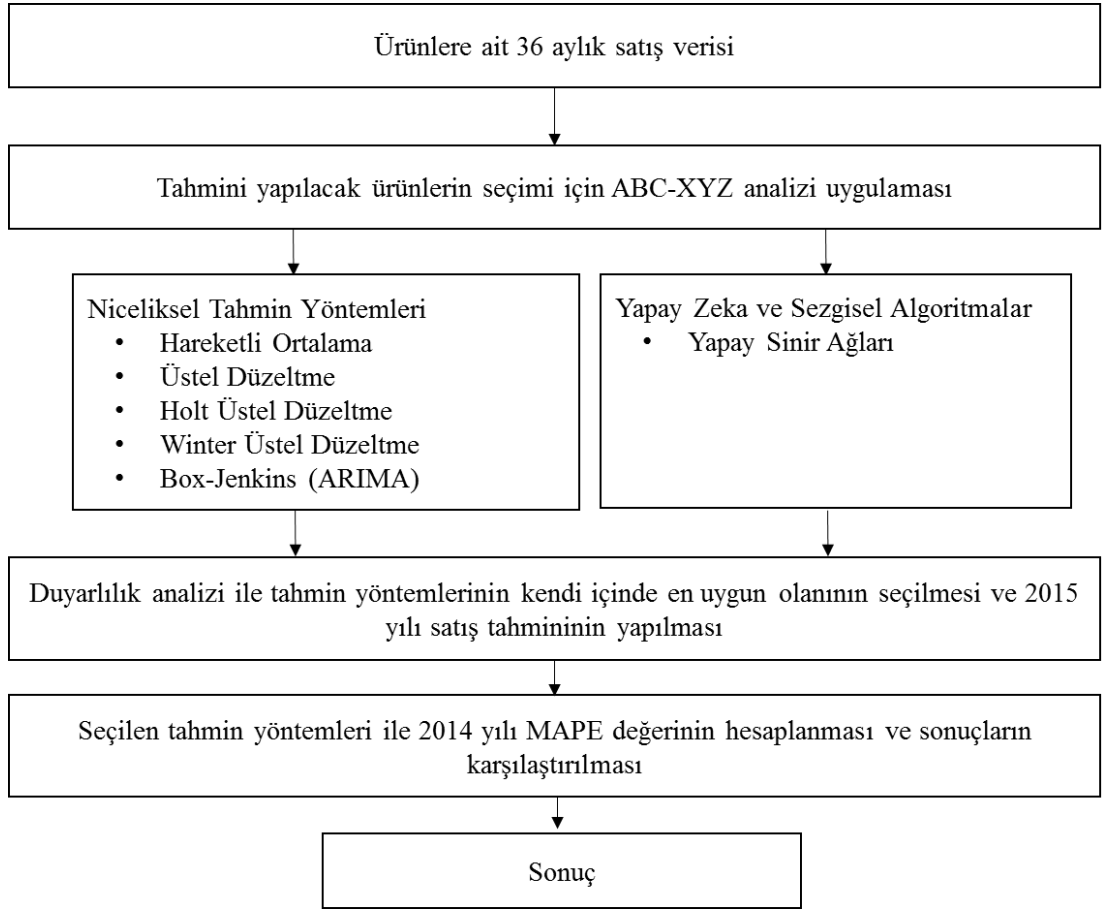 Ürünlere ait 36 aylık satış verisi
Tahmini yapılacak ürünlerin seçimi için ABC-XYZ analizi uygulaması
Niceliksel Tahmin Yöntemleri
• Hareketli Ortalama
• Üstel Düzeltme
• Holt Üstel Düzeltme
• Winter Üstel Düzeltme
• Box-Jenkins (ARIMA)
Yapay Zeka ve Sezgisel Algoritmalar
• Yapay Sinir Ağları
Duyarlılık analizi ile tahmin yöntemlerinin kendi içinde en uygun olanının seçilmesi ve 2015
yılı satış tahmininin yapılması
Seçilen tahmin yöntemleri ile 2014 yılı MAPE değerinin hesaplanması ve sonuçların
karşılaştırılması
Sonuç